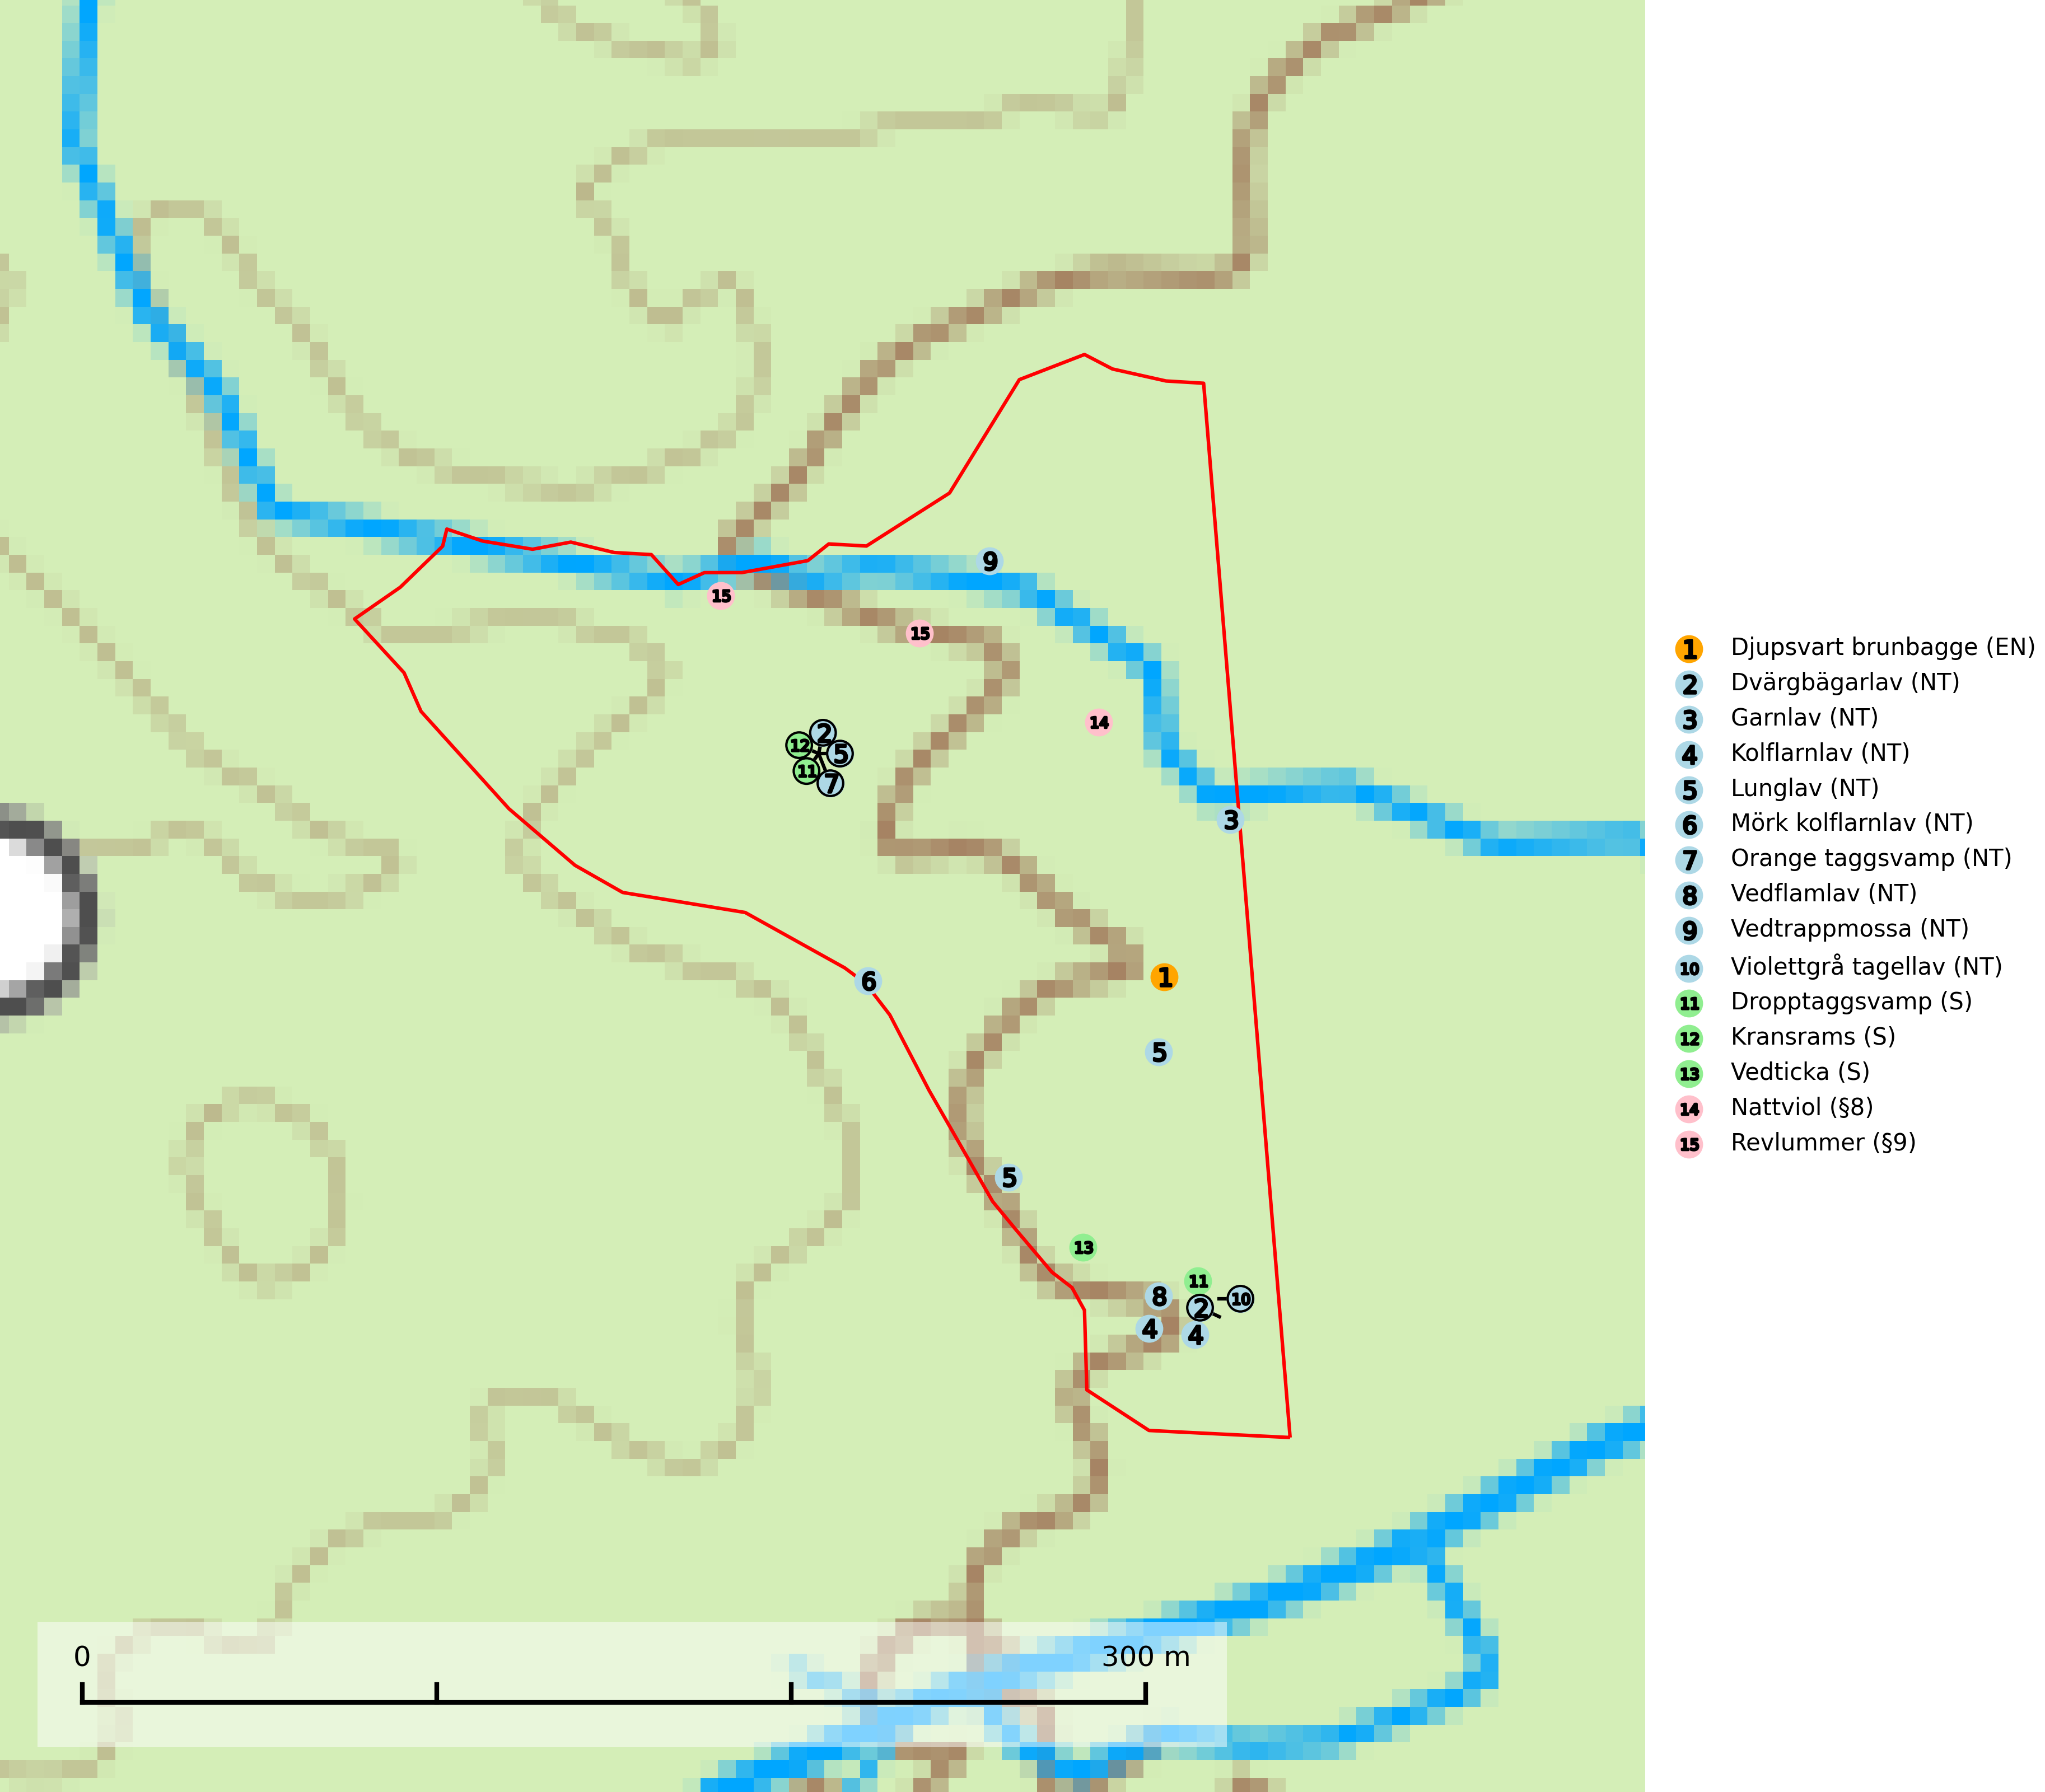 9
15
15
14
2
12
5
11
7
3
6
1
5
5
13
11
8
10
2
4
4
0
300 m
1 Djupsvart brunbagge (EN)
2 Dvärgbägarlav (NT)
3 Garnlav (NT)
4 Kolflarnlav (NT)
5 Lunglav (NT)
6 Mörk kolflarnlav (NT)
7 Orange taggsvamp (NT)
8 Vedflamlav (NT)
9 Vedtrappmossa (NT)
10 Violettgrå tagellav (NT)
11 Dropptaggsvamp (S)
12 Kransrams (S)
13 Vedticka (S)
14 Nattviol (§8)
15 Revlummer (§9)